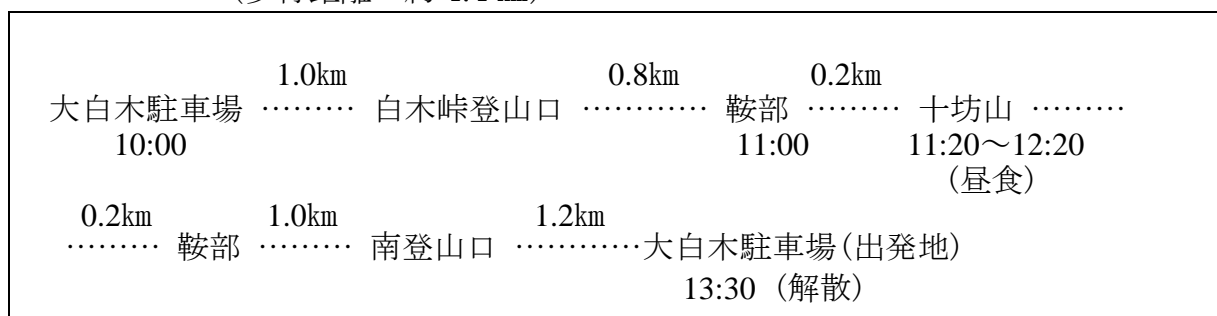 1.0㎞ 0.8㎞ 0.2㎞
大白木駐車場 ……… 白木峠登山口 ………… 鞍部 ……… 十坊山 ………
10:00 11:00 11:20～12:20
(昼食)
0.2㎞ 1.0㎞ 1.2㎞
……… 鞍部 ……… 南登山口 …………大白木駐車場(出発地)
13:30 (解散)